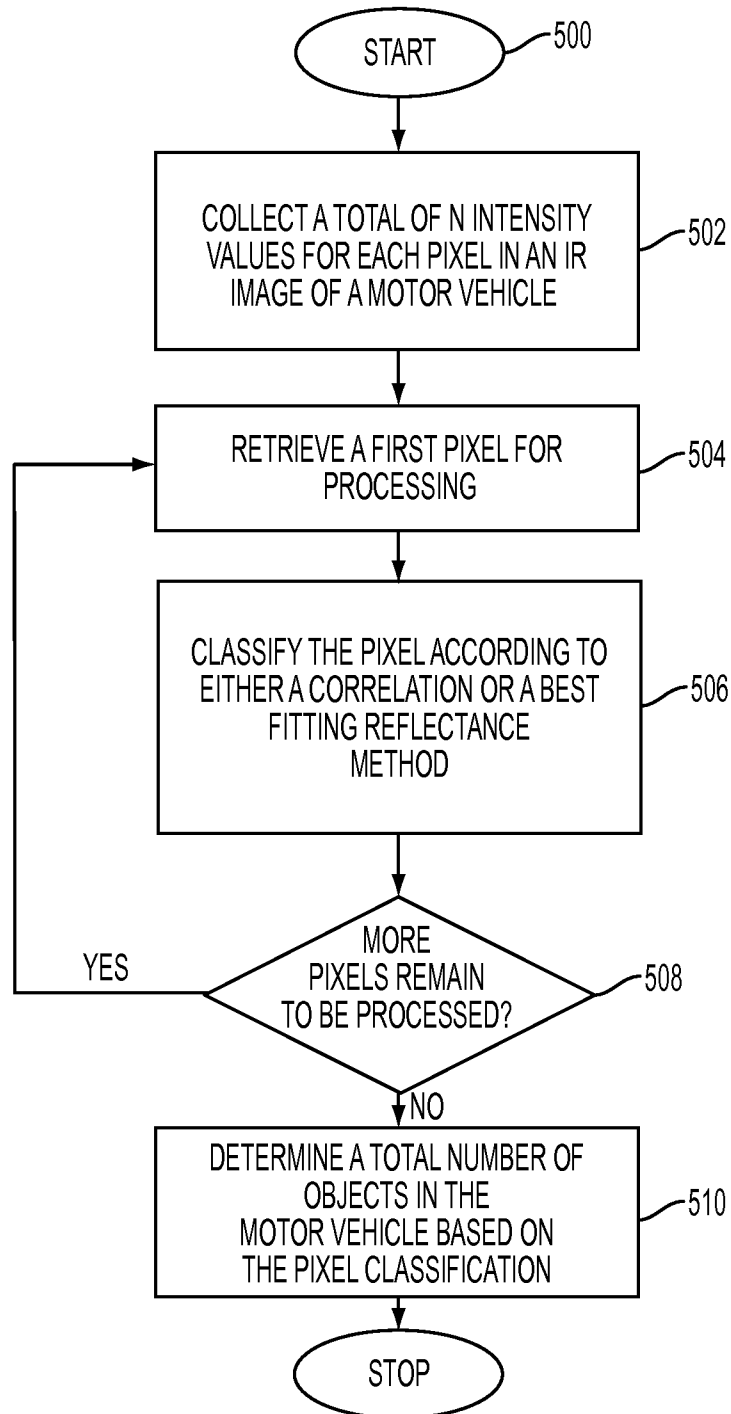 START
500
COLLECT A TOTAL OF N INTENSITY
VALUES FOR EACH PIXEL IN AN IR
IMAGE OF A MOTOR VEHICLE
502
RETRIEVE A FIRST PIXEL FOR
PROCESSING
504
CLASSIFY THE PIXEL ACCORDING TO
EITHER A CORRELATION OR A BEST
FITTING REFLECTANCE
METHOD
506
MORE
PIXELS REMAIN
TO BE PROCESSED?
508
YES
NO
DETERMINE A TOTAL NUMBER OF
OBJECTS IN THE
MOTOR VEHICLE BASED ON
THE PIXEL CLASSIFICATION
510
STOP